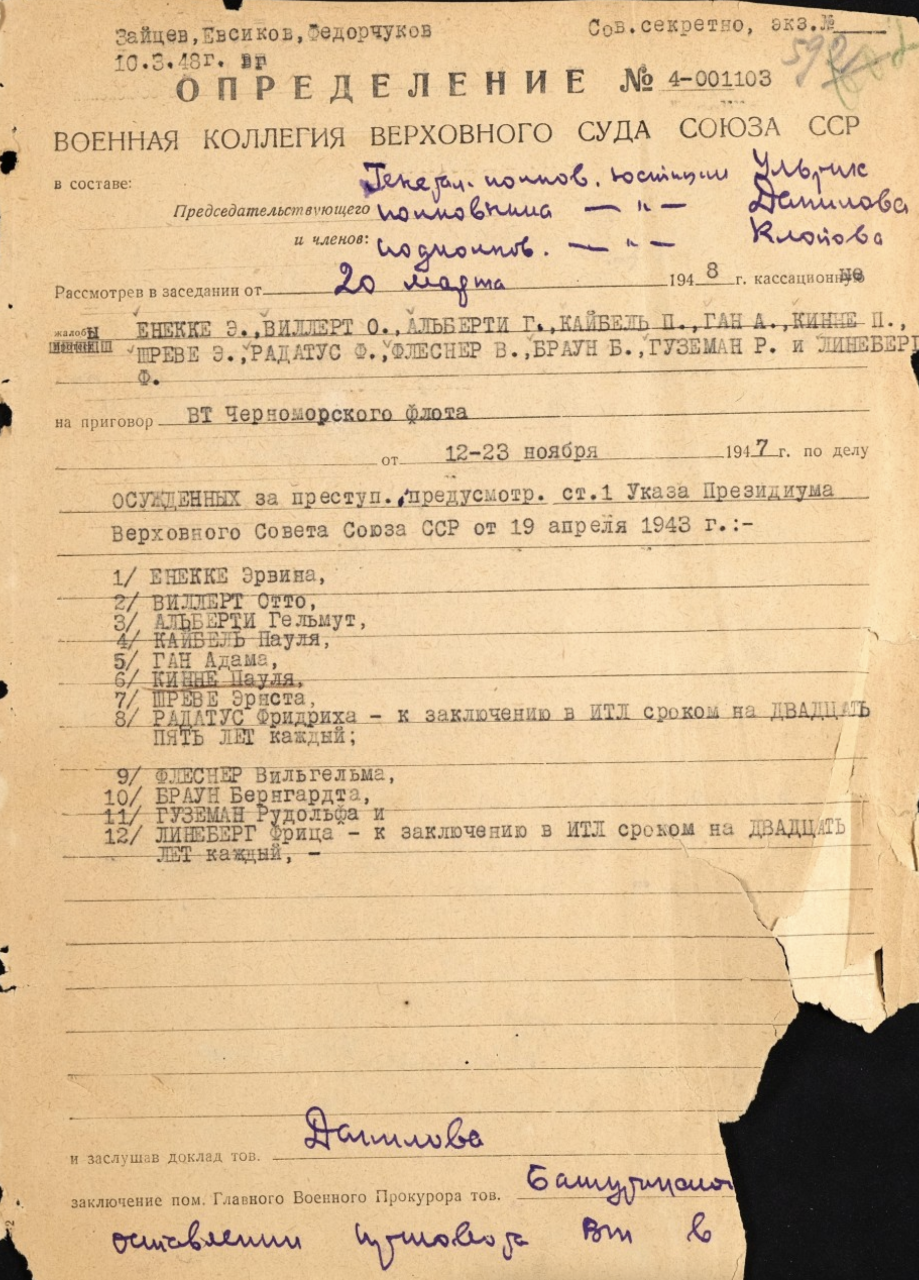 Зайцев,Евсиков,Федорчуков
Сов.секретно, экз.№
10.3.48г. вг
592
ОПРЕДЕЛЕНИЕ № 4-001103
ВОЕННАЯ КОЛЛЕГИЯ ВЕРХОВНОГО СУДА СОЮЗА ССР
в составе:
Генерал. полков. юстиции Ульрих
Председательствующего полковника — " — Данилова
и членов: подполков. — " — Клопова
Рассмотрев в заседании от 20 марта 1948 г. кассационные
жалобы ЕНЕККЕ Э.,ВИЛЛЕРТ О.,АЛЬБЕРТИ Г.,КАЙБЕЛЬ П.,ГАН А.,КИННЕ П.,
ШРЕВЕ Э.,РАДАТУС Ф.,ФЛЕСНЕР В.,БРАУН Б.,ГУЗЕМАН Р. и ЛИНЕБЕРГ
Ф.
на приговор ВТ Черноморского флота
от 12-23 ноября 1947 г. по делу
ОСУЖДЕННЫХ за преступ., предусмотр. ст.1 Указа Президиума
Верховного Совета Союза ССР от 19 апреля 1943 г.:-
1/ ЕНЕККЕ Эрвина,
2/ ВИЛЛЕРТ Отто,
3/ АЛЬБЕРТИ Гельмут,
4/ КАЙБЕЛЬ Пауля,
5/ ГАН Адама,
6/ КИННЕ Пауля,
7/ ШРЕВЕ Эрнста,
8/ РАДАТУС Фридриха - к заключению в ИТЛ сроком на ДВАДЦАТЬ
ПЯТЬ ЛЕТ каждый;
9/ ФЛЕСНЕР Вильгельма,
10/ БРАУН Бернгардта,
11/ ГУЗЕМАН Рудольфа и
12/ ЛИНЕБЕРГ Фрица - к заключению в ИТЛ сроком на ДВАДЦАТЬ
ЛЕТ каждый, -
и заслушав доклад тов. Данилова
заключение пом. Главного Военного Прокурора тов.
оставлении приговора ВТ в